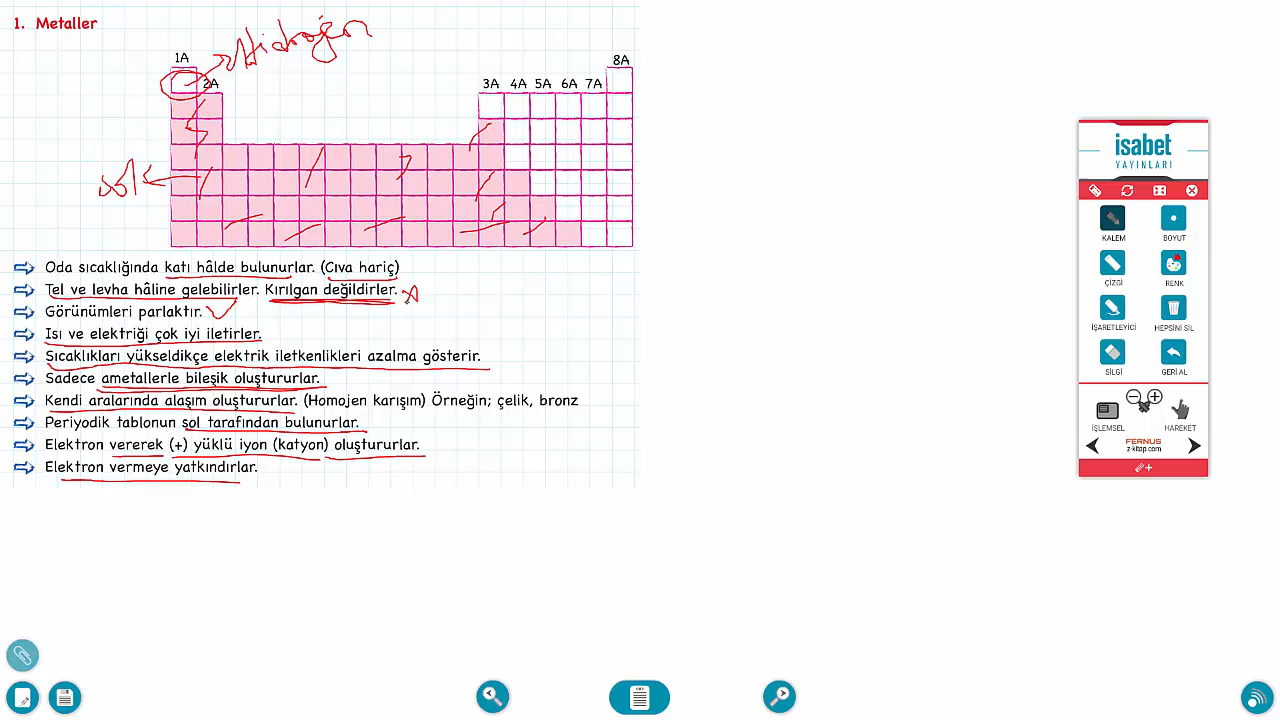 1. Metaller
Hidrojen
1A
8A
2A
3A 4A 5A 6A 7A
sol
Oda sıcaklığında katı hâlde bulunurlar. (Cıva hariç)
Tel ve levha hâline gelebilirler. Kırılgan değildirler.
Görünümleri parlaktır.
Isı ve elektriği çok iyi iletirler.
Sıcaklıkları yükseldikçe elektrik iletkenlikleri azalma gösterir.
Sadece ametallerle bileşik oluştururlar.
Kendi aralarında alaşım oluştururlar. (Homojen karışım) Örneğin; çelik, bronz
Periyodik tablonun sol tarafından bulunurlar.
Elektron vererek (+) yüklü iyon (katyon) oluştururlar.
Elektron vermeye yatkındırlar.
isabet
YAYINLARI
KALEM BOYUT
ÇİZGİ RENK
İŞARETLEYİCİ HEPSİNİ SİL
SİLGİ GERİ AL
İŞLEMSEL HAREKET
FERNUS
z-kitap.com